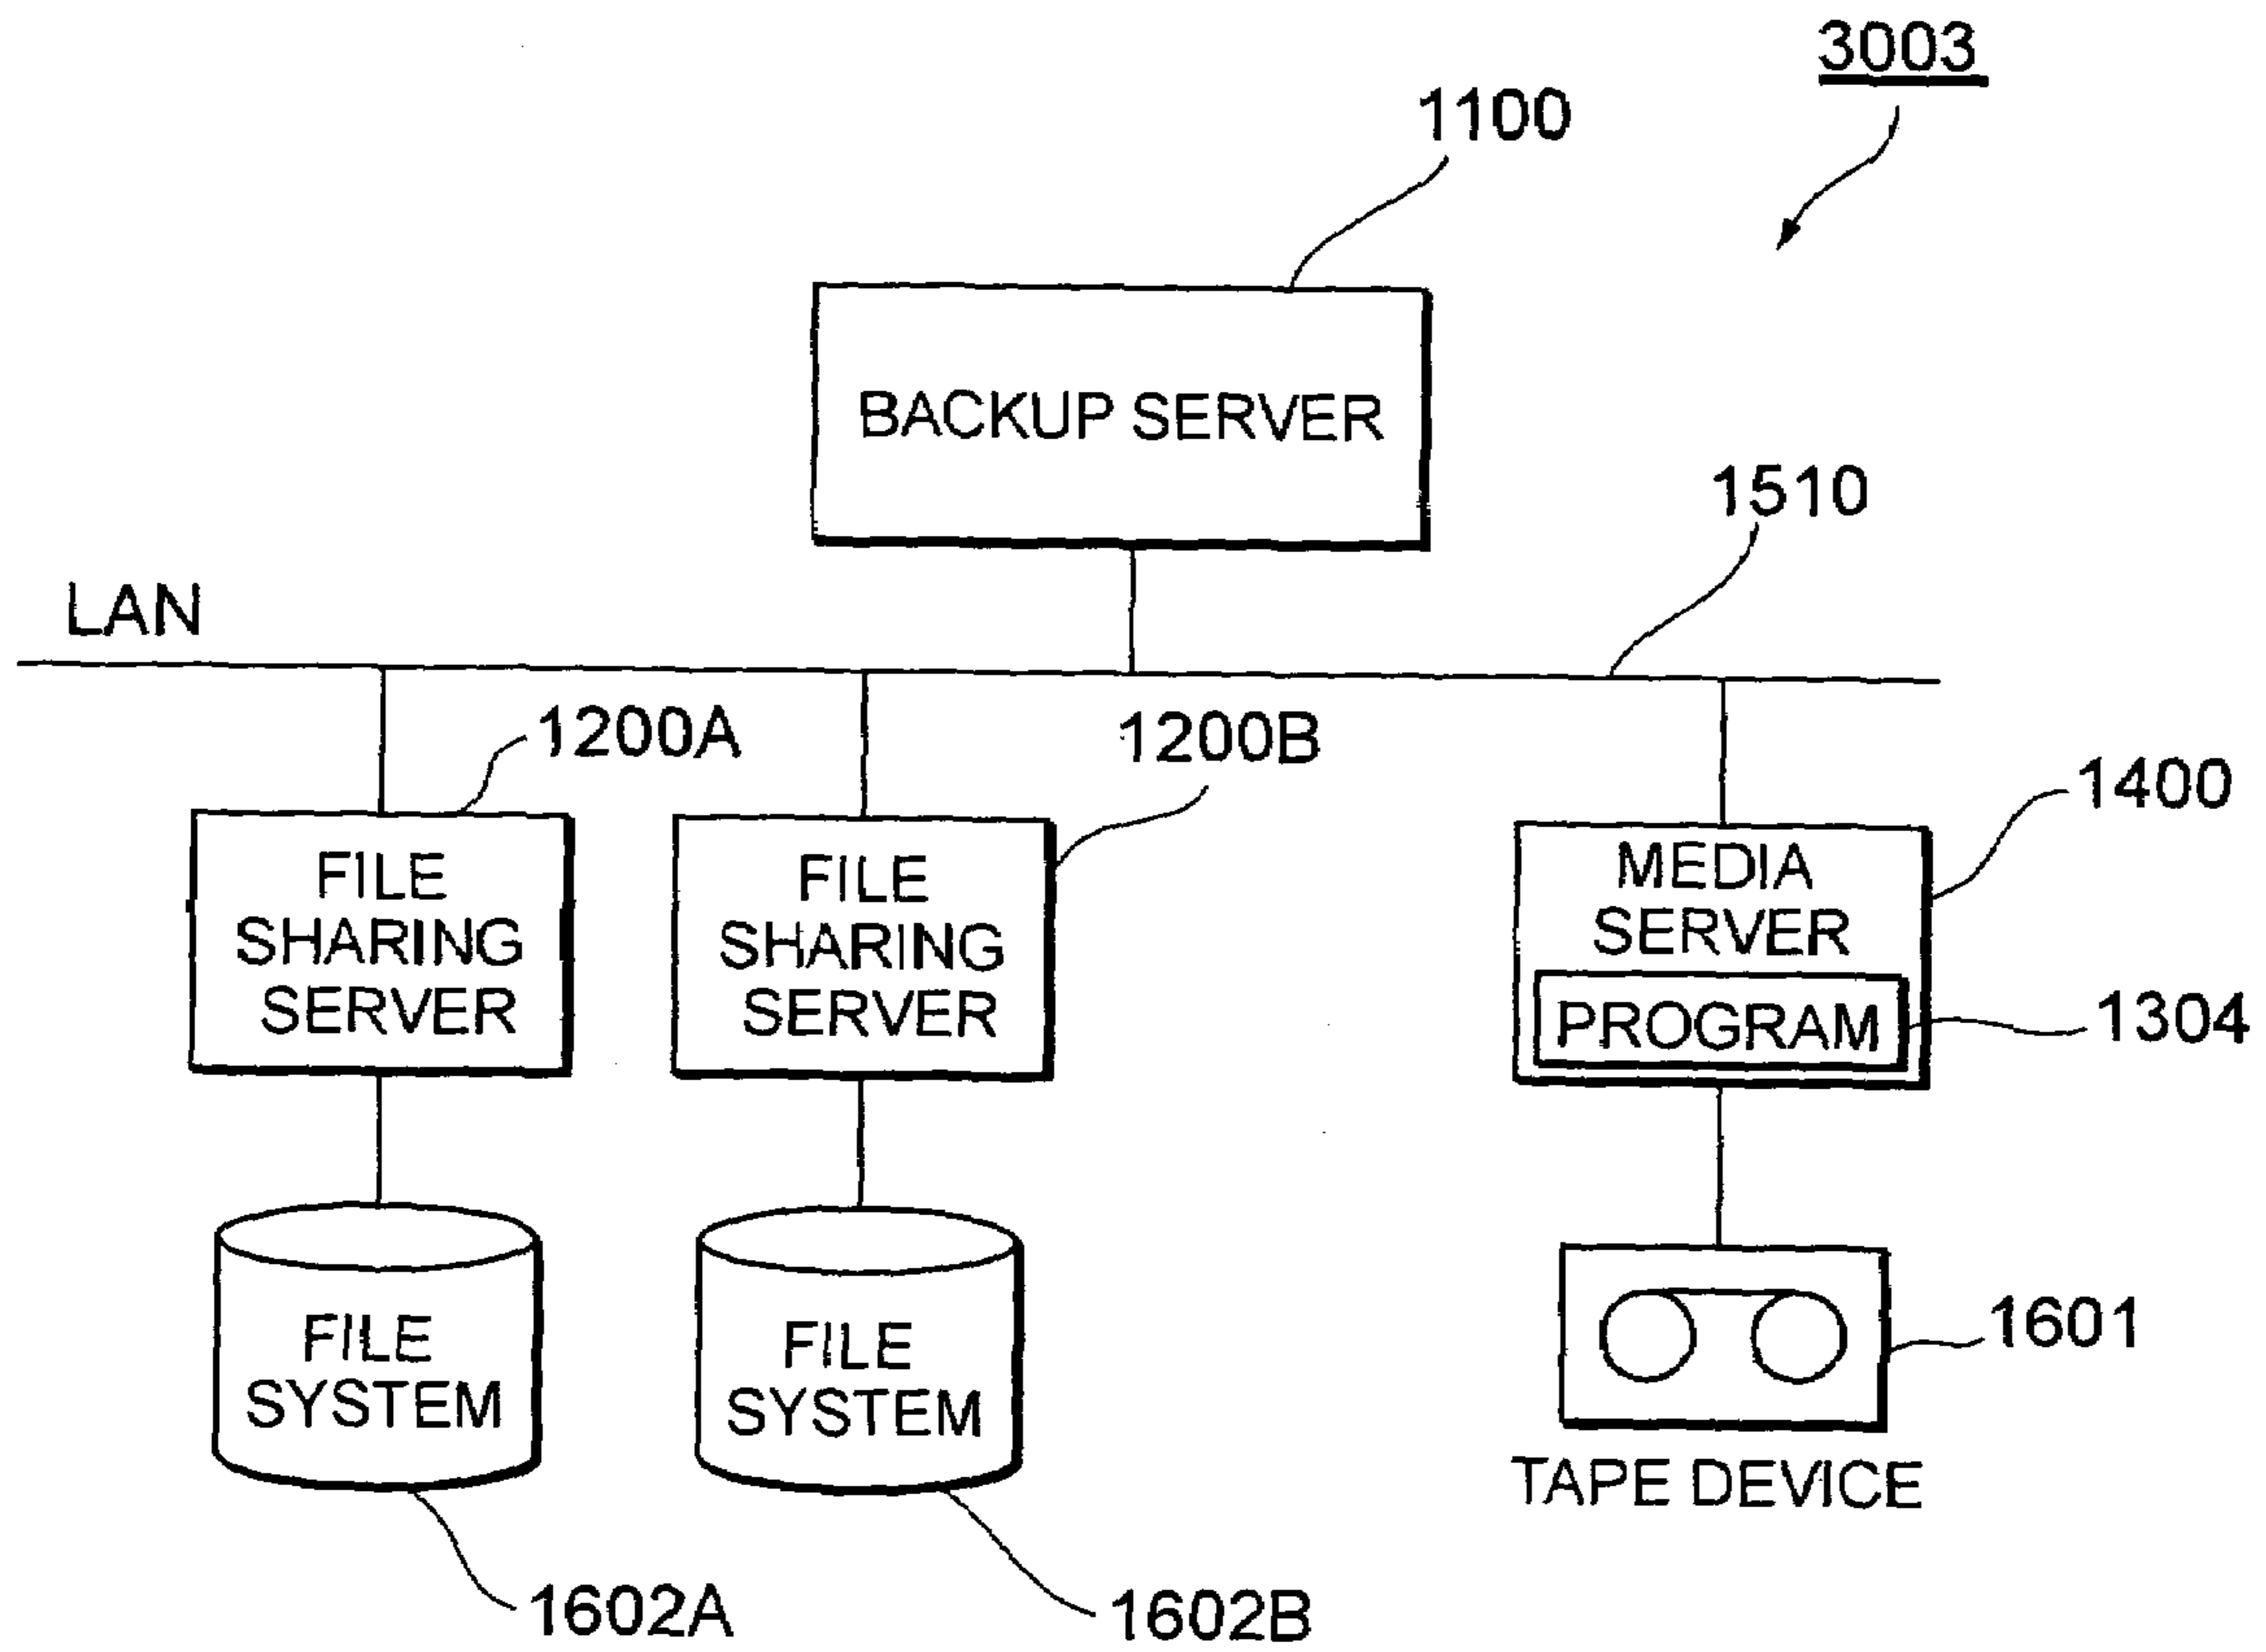 3003
1100
BACKUP SERVER
1510
LAN
1200A
1200B
1400
FILE
SHARING
SERVER
FILE
SHARING
SERVER
MEDIA
SERVER
PROGRAM
1304
FILE
SYSTEM
FILE
SYSTEM
1601
TAPE DEVICE
1602A
1602B